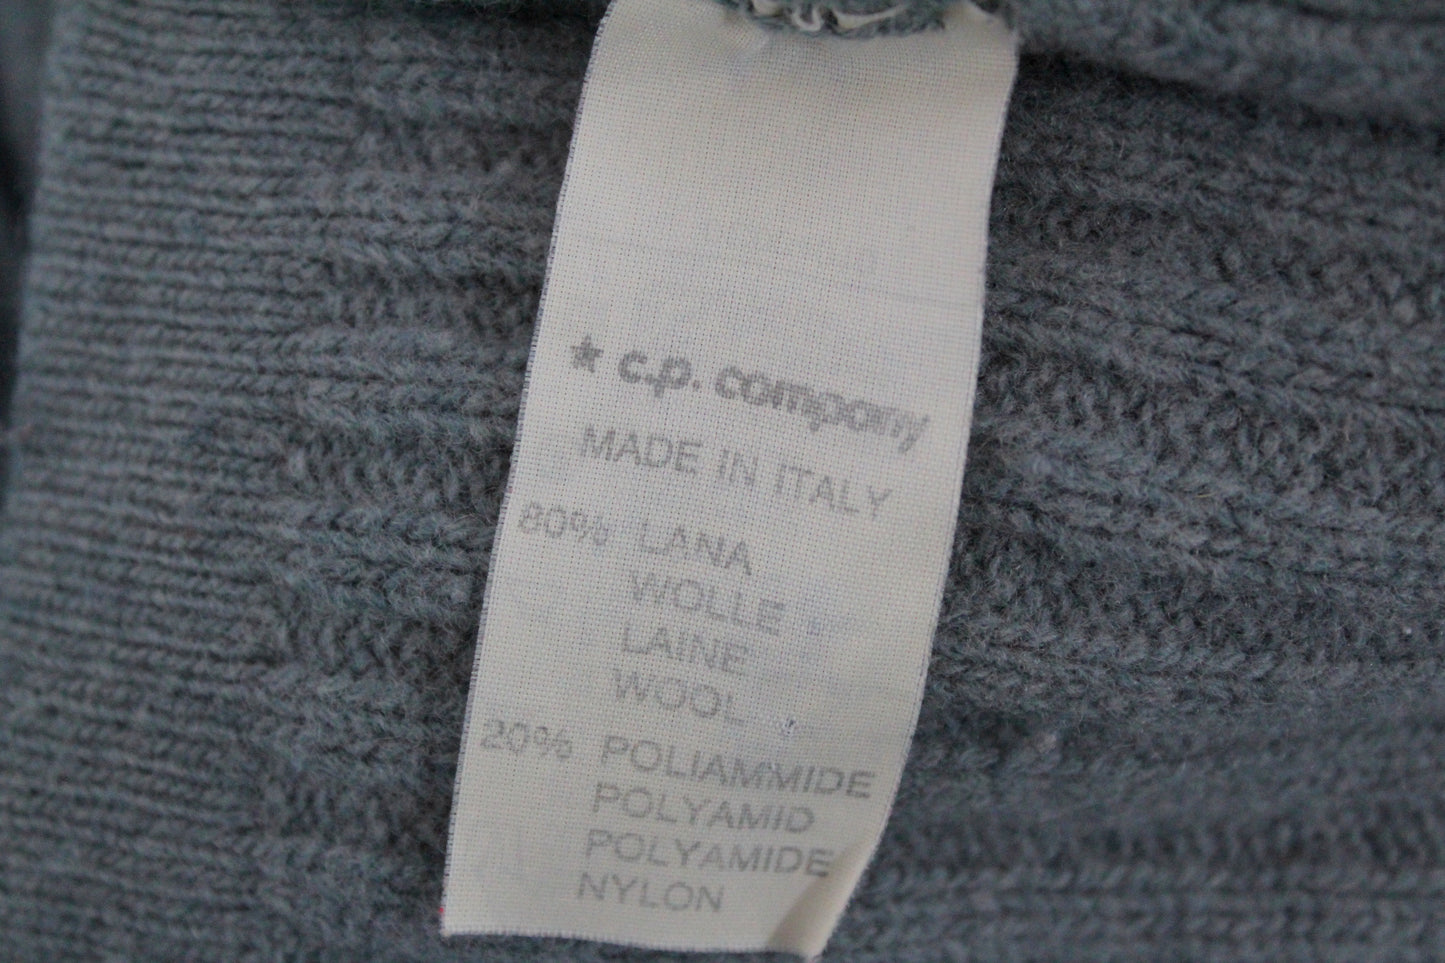 ★ c.p. company
MADE IN ITALY
80% LANA
WOLLE
LAINE
WOOL
20% POLIAMMIDE
POLYAMID
POLYAMIDE
NYLON